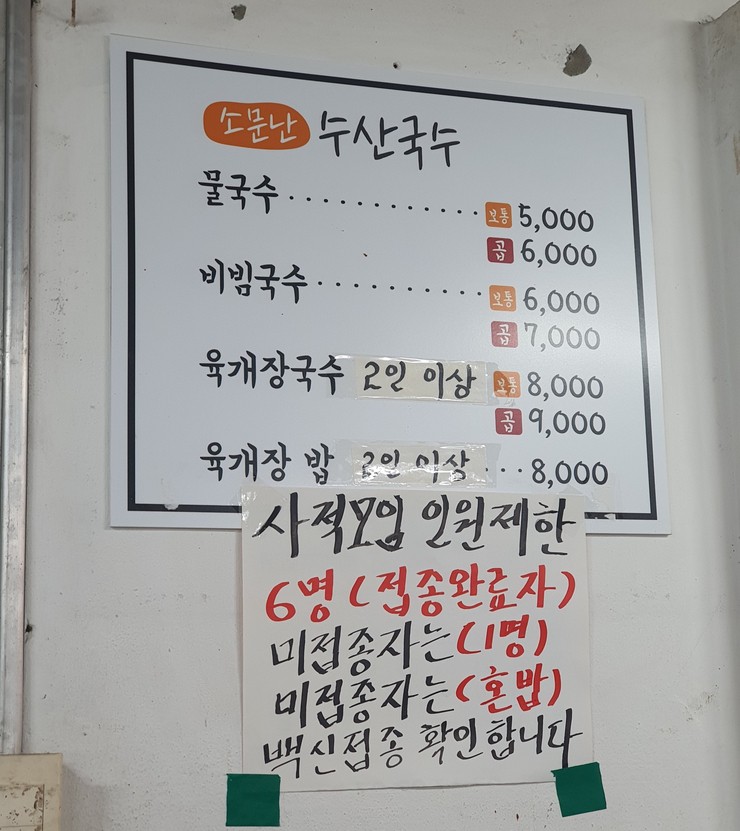 소문난 수산국수
물국수 ············ 보통 5,000
곱 6,000
비빔국수 ·········· 보통 6,000
곱 7,000
육개장국수 2인 이상 보통 8,000
곱 9,000
육개장 밥 2인 이상 ··· 8,000
사적모임 인원제한
6명 (접종완료자)
미접종자는 (1명)
미접종자는 (혼밥)
백신접종 확인합니다